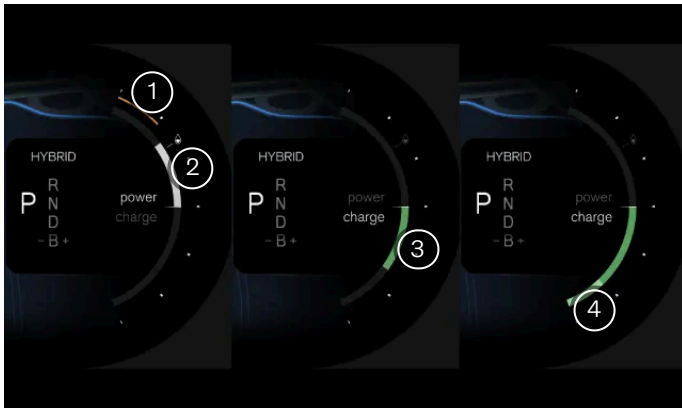 1
2
HYBRID
P
R
N
D
- B +
power
charge
HYBRID
P
R
N
D
- B +
power
charge
3
HYBRID
P
R
N
D
- B +
power
charge
4